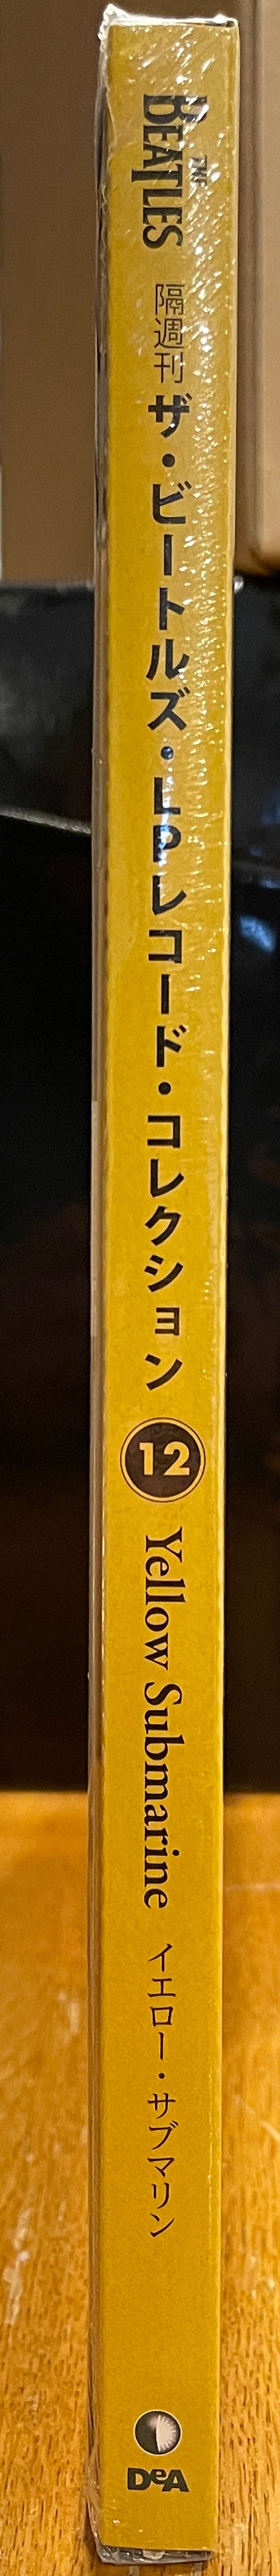 THE BEATLES
隔週刊 ザ・ビートルズ・LPレコード・コレクション
12
Yellow Submarine
イエロー・サブマリン
DeA